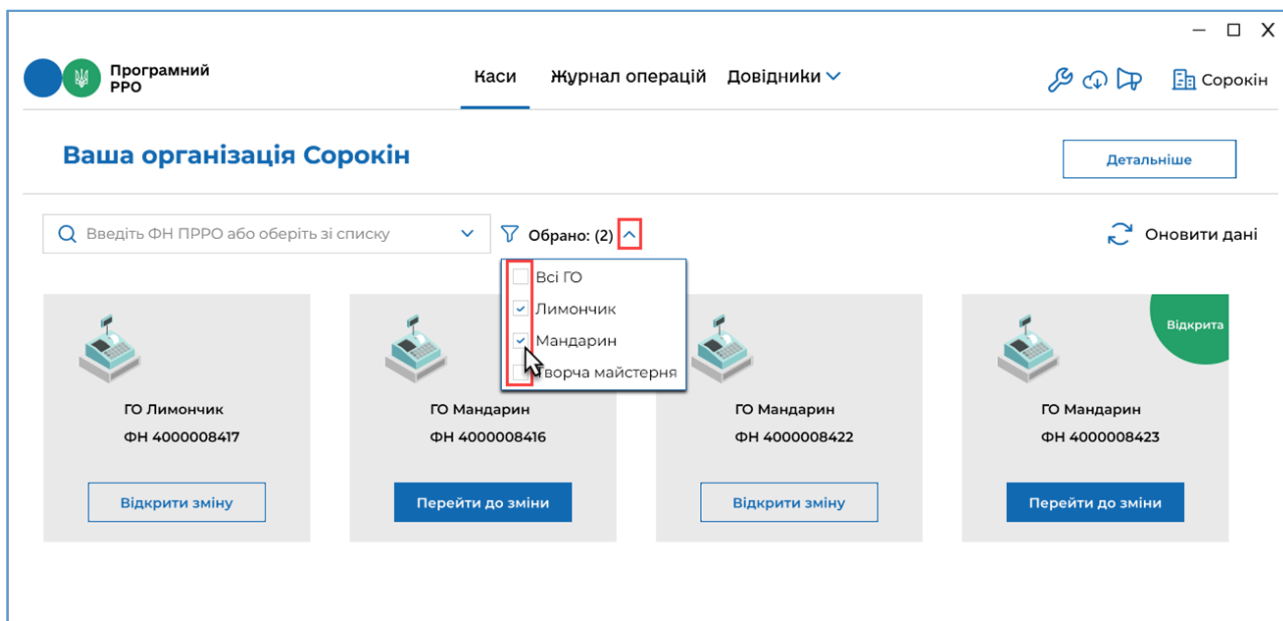 Програмний
РРО
Каси
Журнал операцій
Довідники
Сорокін
Ваша організація Сорокін
Детальніше
Введіть ФН ПРРО або оберіть зі списку
Обрано: (2)
Оновити дані
Всі ГО
Лимончик
Мандарин
Творча майстерня
Відкрита
ГО Лимончик
ФН 4000008417
Відкрити зміну
ГО Мандарин
ФН 4000008416
Перейти до зміни
ГО Мандарин
ФН 4000008422
Відкрити зміну
ГО Мандарин
ФН 4000008423
Перейти до зміни